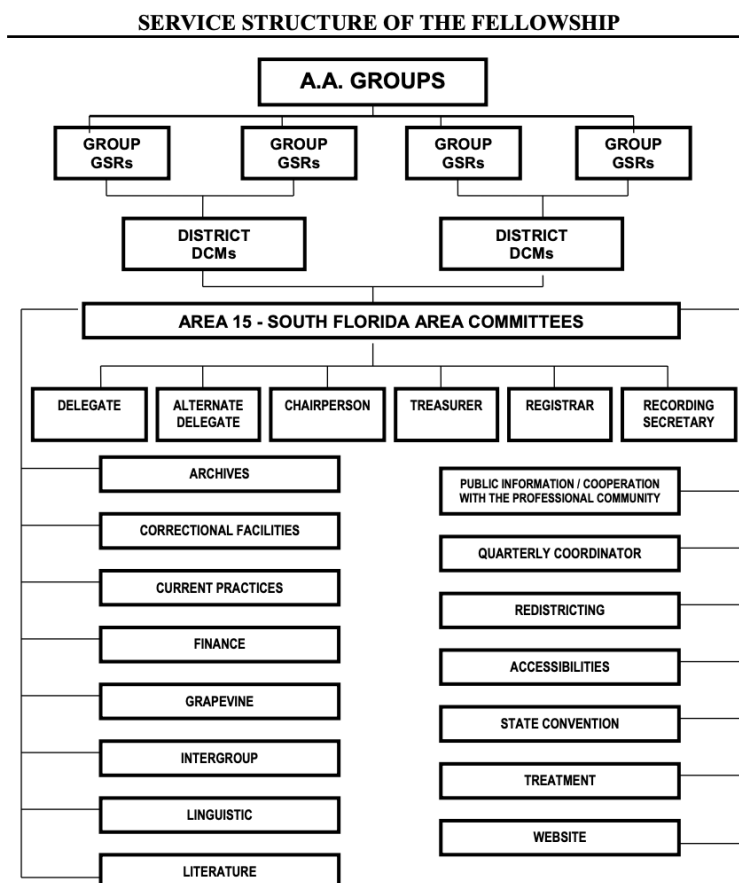 SERVICE STRUCTURE OF THE FELLOWSHIP
A.A. GROUPS
GROUP
GSRs
GROUP
GSRs
GROUP
GSRs
GROUP
GSRs
DISTRICT
DCMs
DISTRICT
DCMs
AREA 15 - SOUTH FLORIDA AREA COMMITTEES
DELEGATE
ALTERNATE
DELEGATE
CHAIRPERSON
TREASURER
REGISTRAR
RECORDING
SECRETARY
ARCHIVES
CORRECTIONAL FACILITIES
CURRENT PRACTICES
FINANCE
GRAPEVINE
INTERGROUP
LINGUISTIC
LITERATURE
PUBLIC INFORMATION / COOPERATION
WITH THE PROFESSIONAL COMMUNITY
QUARTERLY COORDINATOR
REDISTRICTING
ACCESSIBILITIES
STATE CONVENTION
TREATMENT
WEBSITE